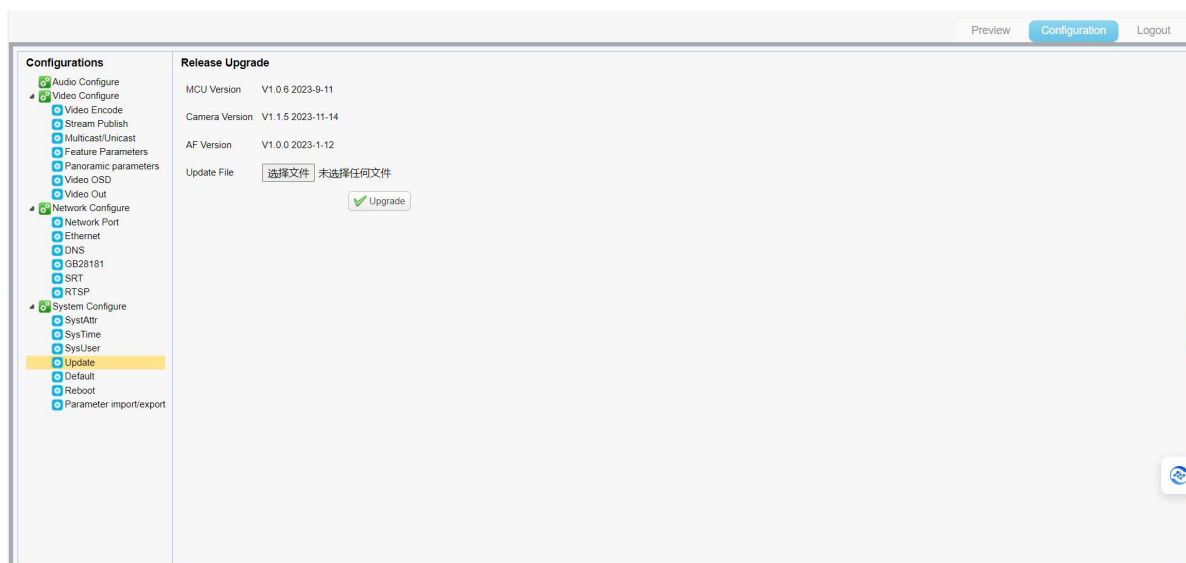 Preview Configuration Logout
Configurations
Audio Configure
Video Configure
Video Encode
Stream Publish
Multicast/Unicast
Feature Parameters
Panoramic parameters
Video OSD
Video Out
Network Configure
Network Port
Ethernet
DNS
GB28181
SRT
RTSP
System Configure
SystAttr
SysTime
SysUser
Update
Default
Reboot
Parameter import/export
Release Upgrade
MCU Version V1.0.6 2023-9-11
Camera Version V1.1.5 2023-11-14
AF Version V1.0.0 2023-1-12
Update File 选择文件 未选择任何文件
Upgrade